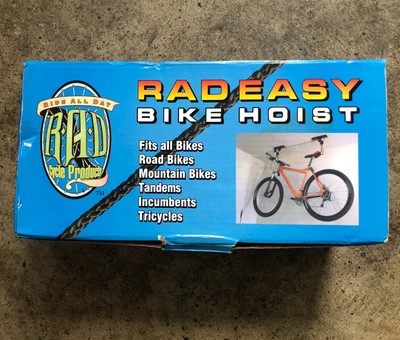 RIDE ALL DAY
R·A·D
Cycle Products
TM
RAD EASY
BIKE HOIST
Fits all Bikes
Road Bikes
Mountain Bikes
Tandems
Incumbents
Tricycles